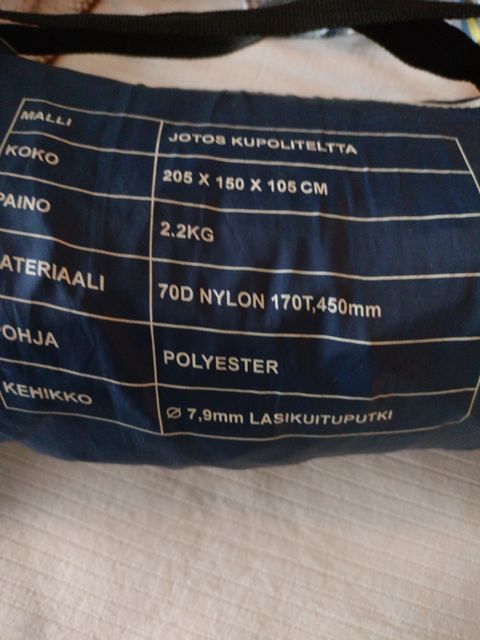 MALLI JOTOS KUPOLITELTTA
KOKO 205 X 150 X 105 CM
PAINO 2.2KG
ATERIAALI 70D NYLON 170T,450mm
POHJA POLYESTER
KEHIKKO Ø 7,9mm LASIKUITUPUTKI